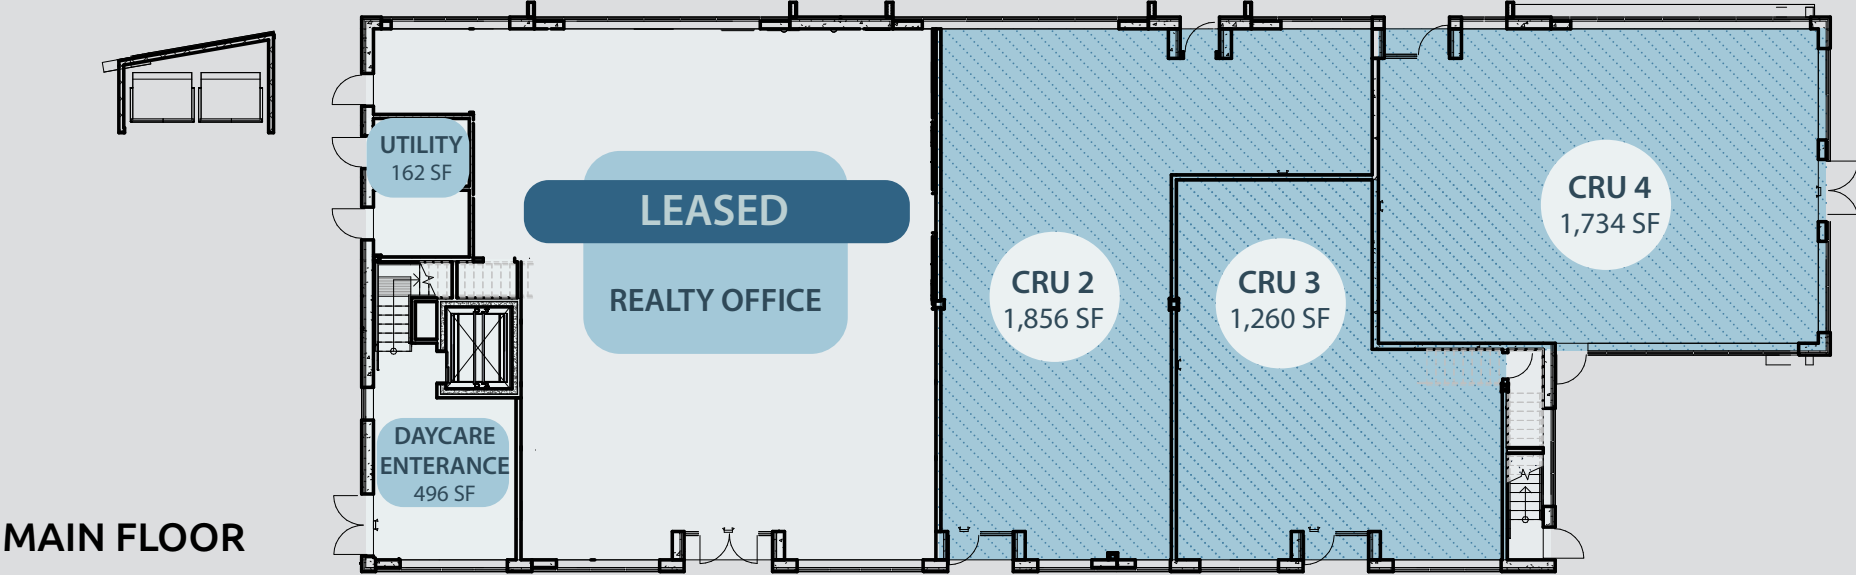 UTILITY
162 SF
LEASED
REALTY OFFICE
CRU 2
1,856 SF
CRU 3
1,260 SF
CRU 4
1,734 SF
DAYCARE
ENTERANCE
496 SF
MAIN FLOOR